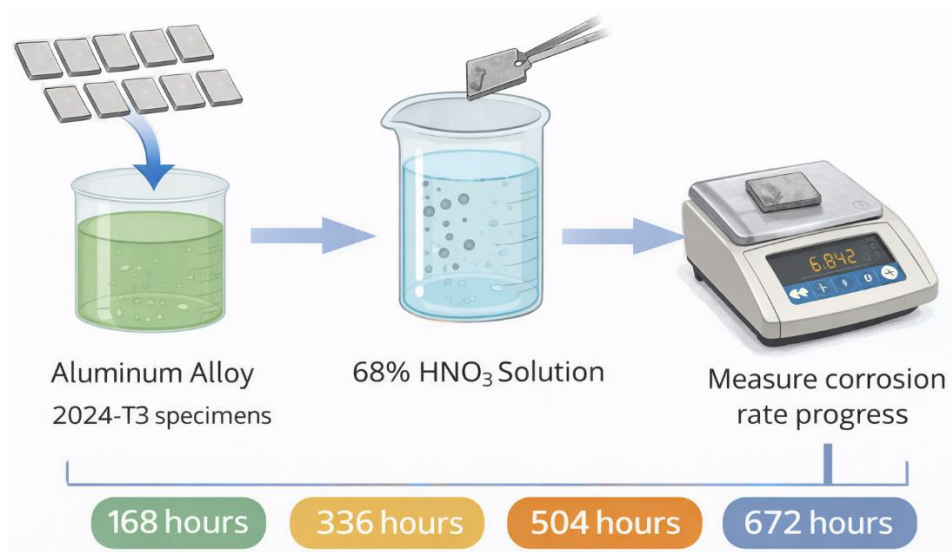 6.842
Aluminum Alloy
2024-T3 specimens
68% HNO₃ Solution
Measure corrosion
rate progress
168 hours
336 hours
504 hours
672 hours